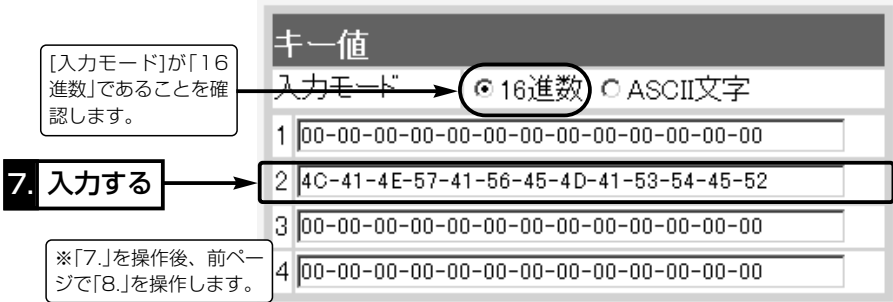 キー値
[入力モード]が「16
進数」であることを確
認します。
入力モード 16進数 ASCII文字
1 00-00-00-00-00-00-00-00-00-00-00-00-00
7. 入力する
2 4C-41-4E-57-41-56-45-4D-41-53-54-45-52
3 00-00-00-00-00-00-00-00-00-00-00-00-00
※「7.」を操作後、前ペー
ジで「8.」を操作します。
4 00-00-00-00-00-00-00-00-00-00-00-00-00